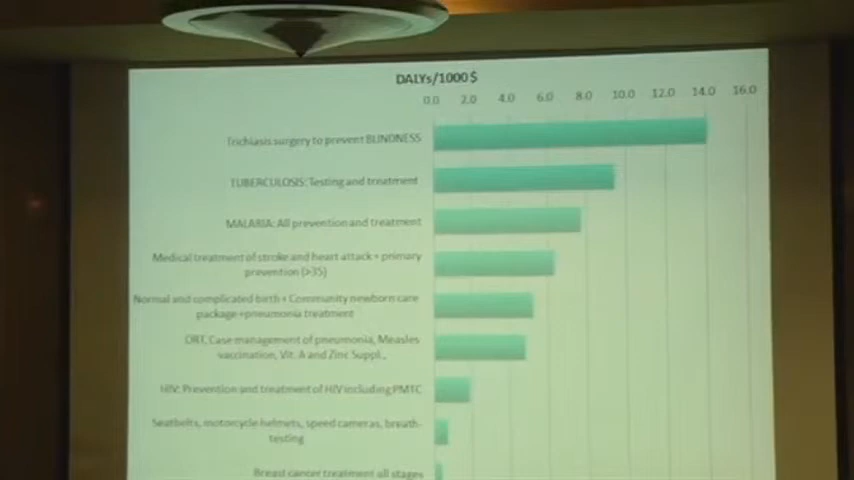 DALYs/1000 $
0.0 2.0 4.0 6.0 8.0 10.0 12.0 14.0 16.0
Trichiasis surgery to prevent BLINDNESS
TUBERCULOSIS: Testing and treatment
MALARIA: All prevention and treatment
Medical treatment of stroke and heart attack + primary
prevention (>35)
Normal and complicated birth + Community newborn care
package +pneumonia treatment
ORT, Case management of pneumonia, Measles
vaccination, Vit. A and Zinc Suppl.,
HIV: Prevention and treatment of HIV including PMTC
Seatbelts, motorcycle helmets, speed cameras, breath-
testing
Breast cancer treatment all stages